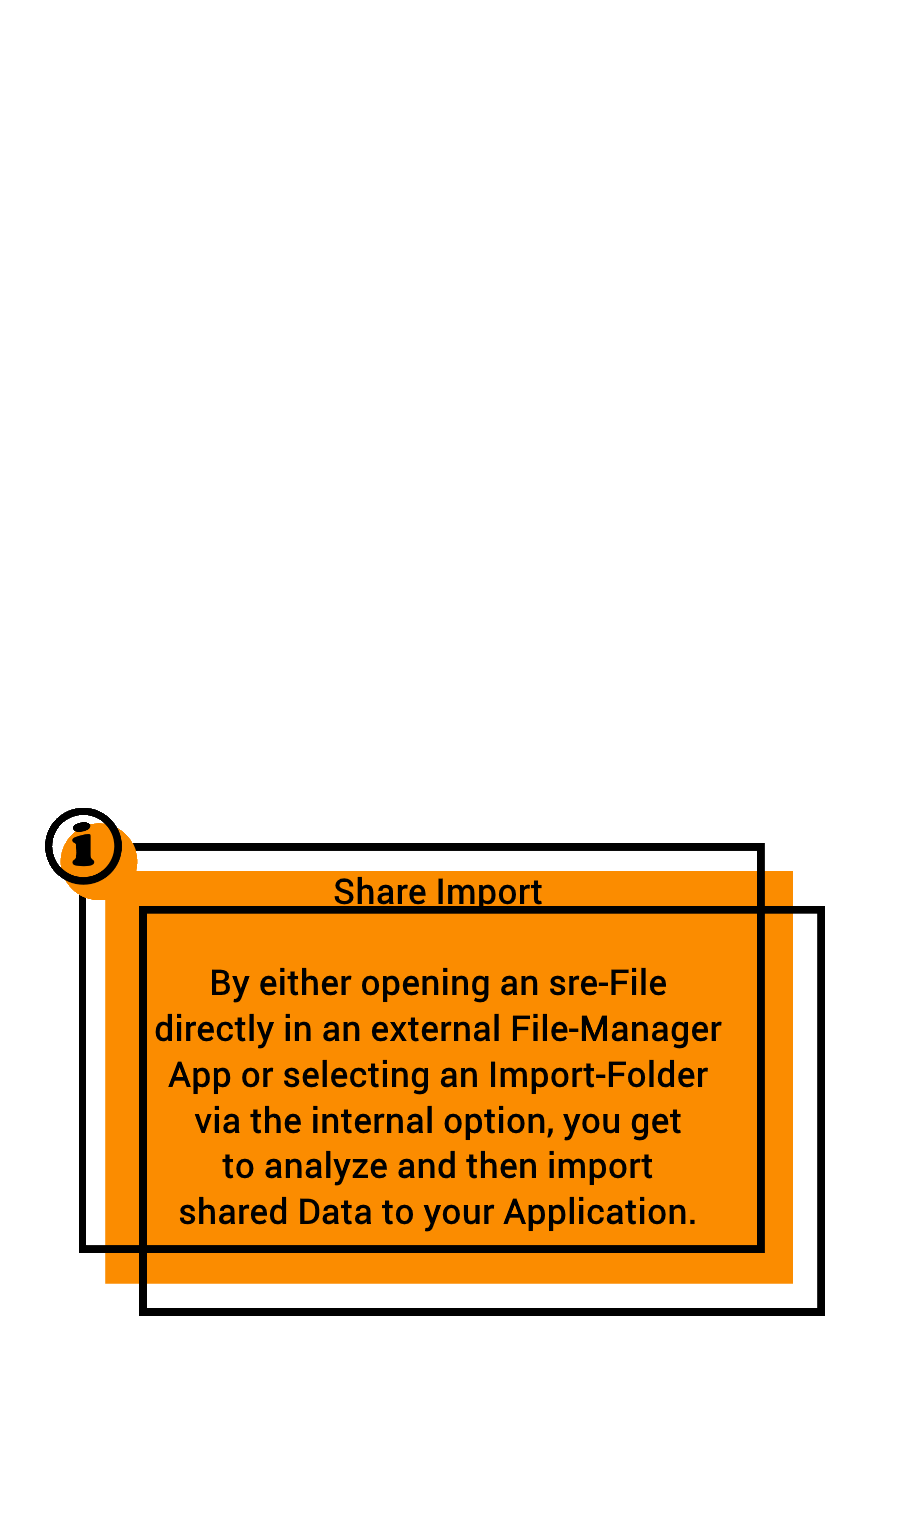 i
Share Import
By either opening an sre-File
directly in an external File-Manager
App or selecting an Import-Folder
via the internal option, you get
to analyze and then import
shared Data to your Application.